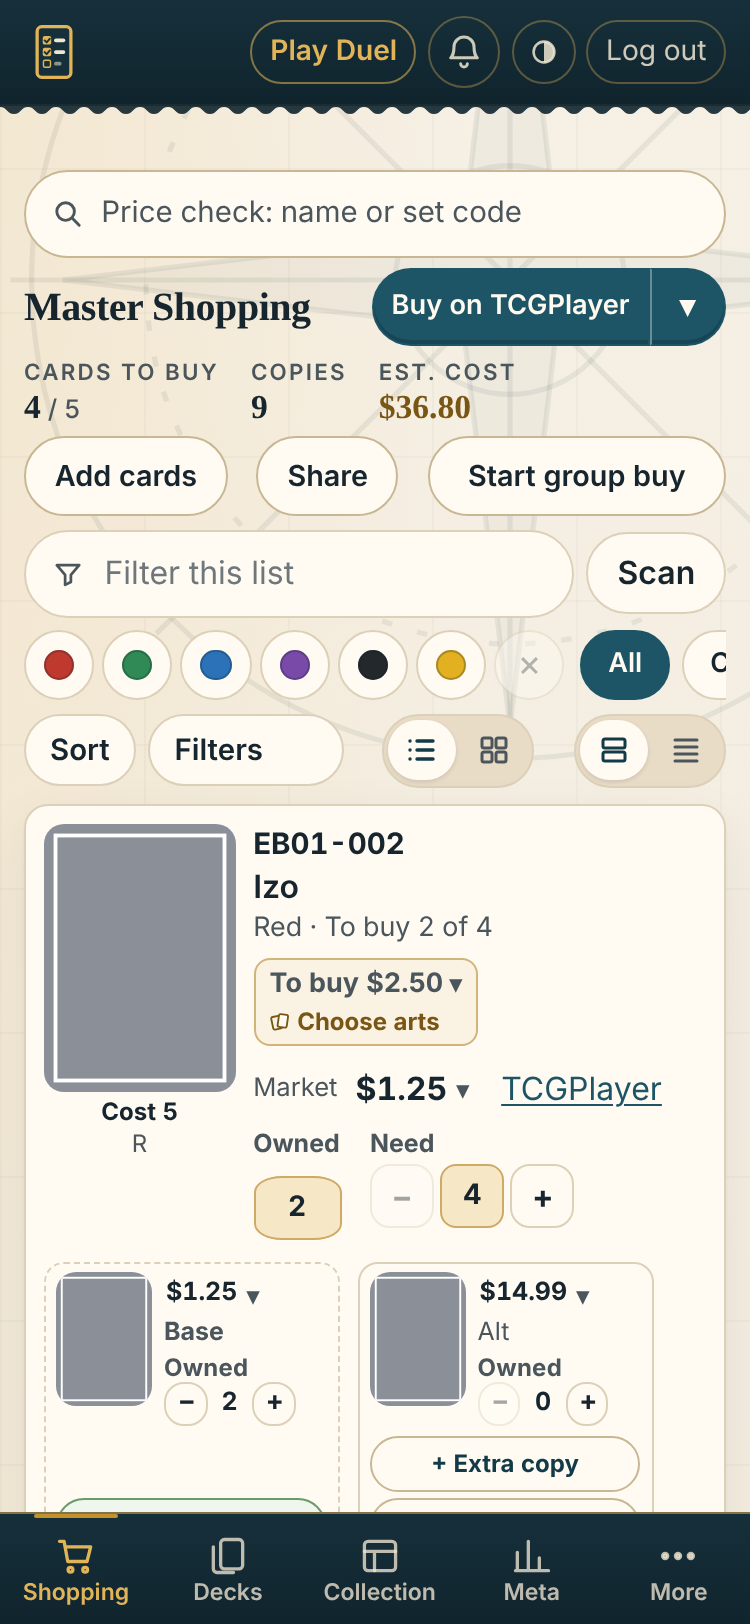 Play Duel
Log out
Price check: name or set code
Master Shopping
Buy on TCGPlayer ▼
CARDS TO BUY COPIES EST. COST
4 / 5 9 $36.80
Add cards Share Start group buy
Filter this list Scan
All
Sort Filters
EB01-002
Izo
Red · To buy 2 of 4
To buy $2.50 ▼
Choose arts
Cost 5
R
Market $1.25 ▼ TCGPlayer
Owned Need
2 − 4 +
$1.25 ▼
Base
Owned
− 2 +
$14.99 ▼
Alt
Owned
− 0 +
+ Extra copy
Shopping Decks Collection Meta More